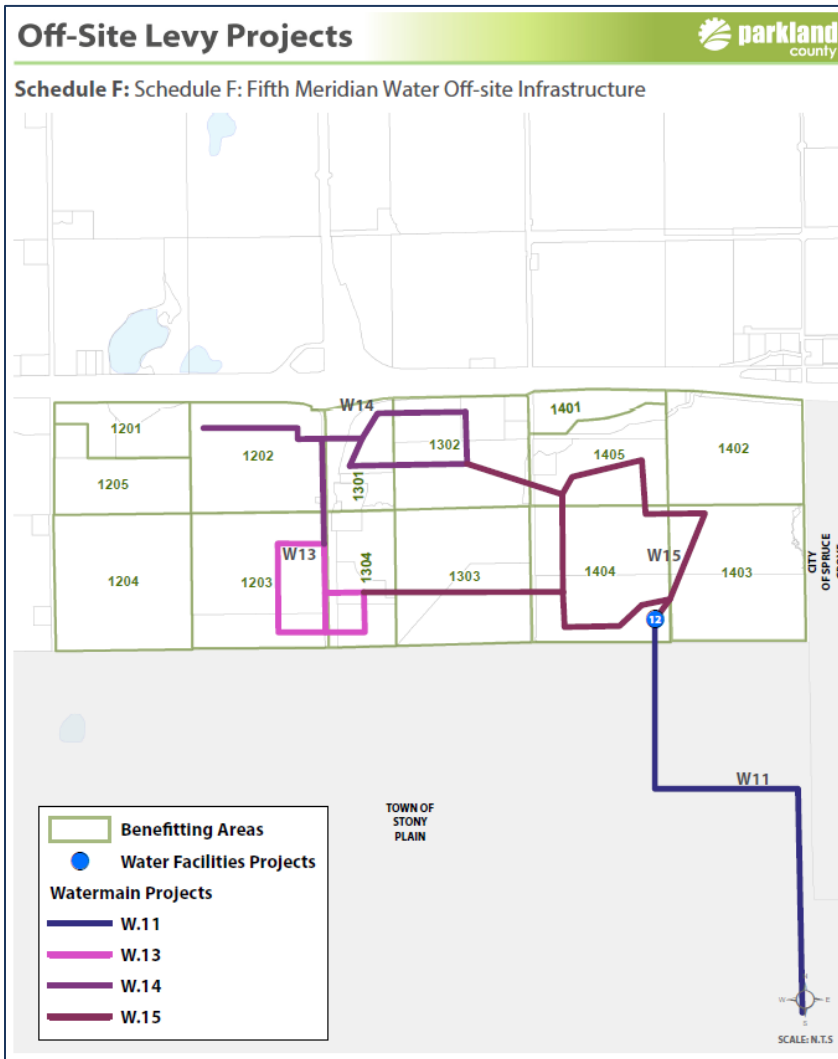 Off-Site Levy Projects
parkland
county
Schedule F: Schedule F: Fifth Meridian Water Off-site Infrastructure
W14
1401
1201
1202
1302
1402
1405
1205
1301
W13
W15
CITY
OF SPRUCE
1204
1203
1304
1303
1404
1403
12
W11
TOWN OF
STONY
PLAIN
Benefitting Areas
Water Facilities Projects
Watermain Projects
W.11
W.13
W.14
W.15
W E
S
SCALE: N.T.S